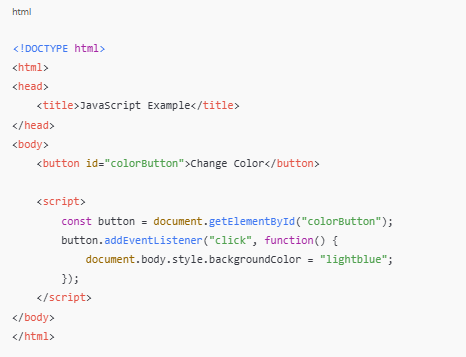 html
<!DOCTYPE html>
<html>
<head>
    <title>JavaScript Example</title>
</head>
<body>
    <button id="colorButton">Change Color</button>
    <script>
        const button = document.getElementById("colorButton");
        button.addEventListener("click", function() {
            document.body.style.backgroundColor = "lightblue";
        });
    </script>
</body>
</html>